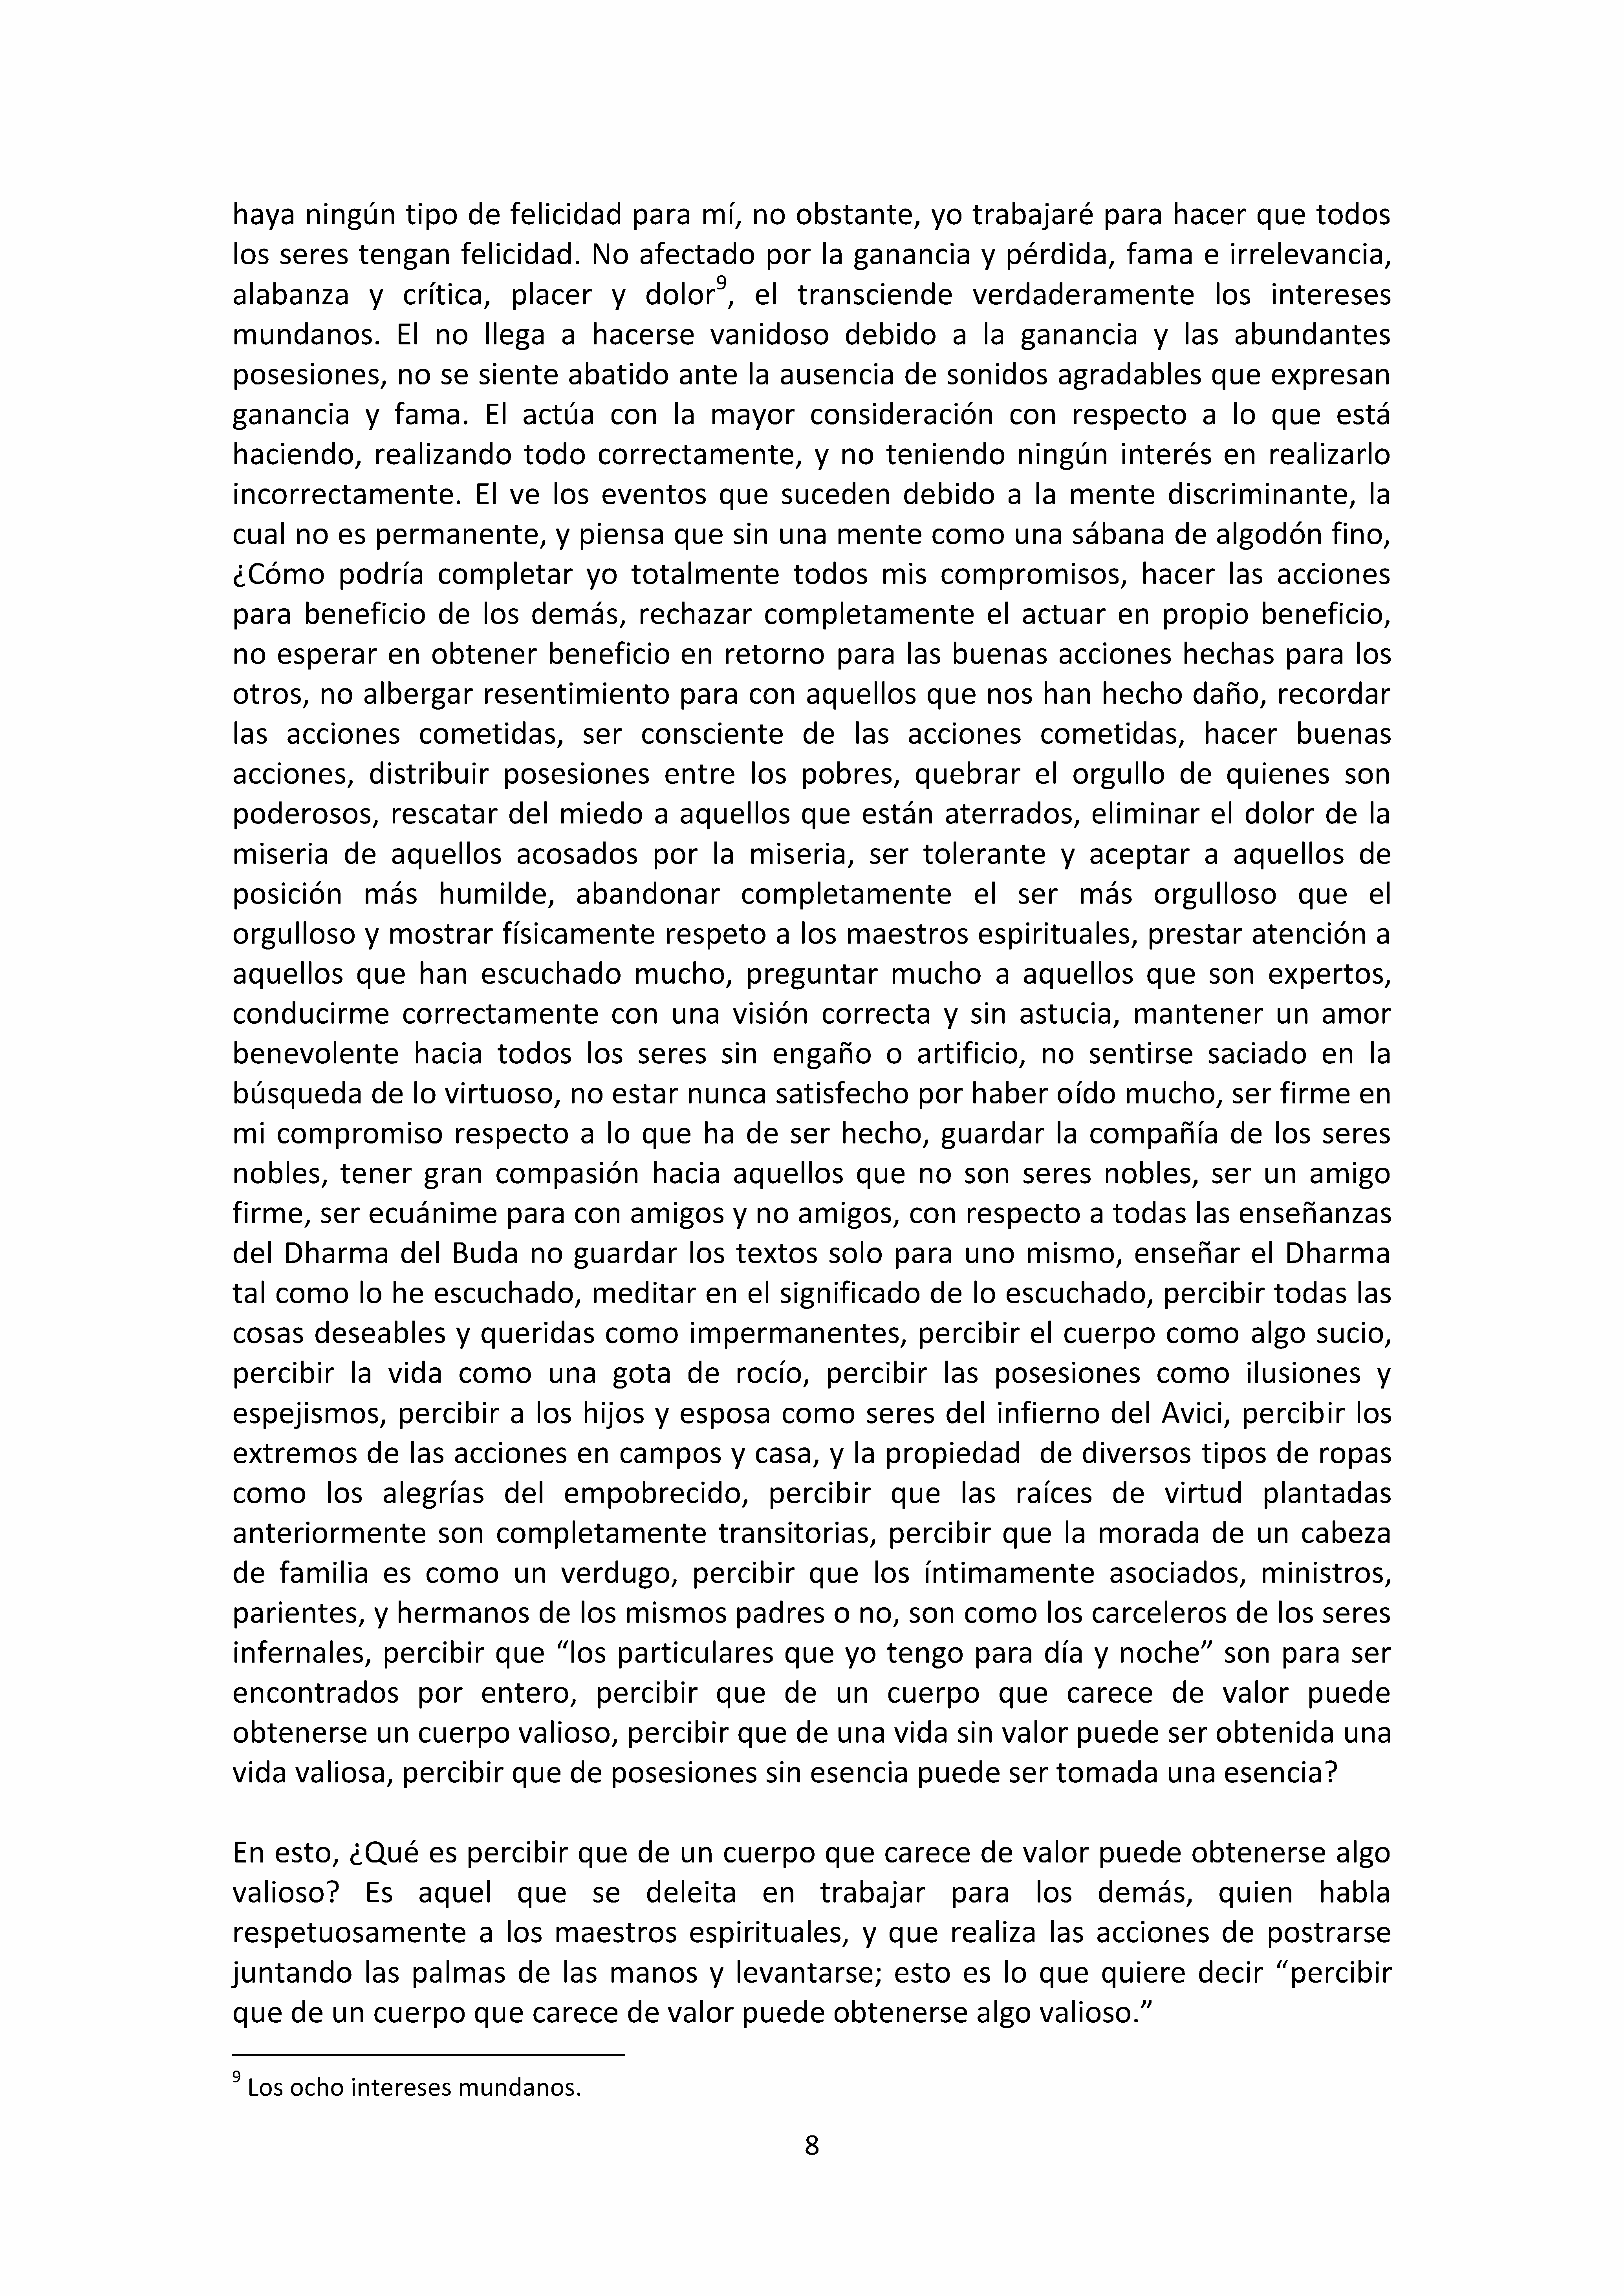 haya ningún tipo de felicidad para mí, no obstante, yo trabajaré para hacer que todos
los seres tengan felicidad. No afectado por la ganancia y pérdida, fama e irrelevancia,
alabanza y crítica, placer y dolor9, el transciende verdaderamente los intereses
mundanos. El no llega a hacerse vanidoso debido a la ganancia y las abundantes
posesiones, no se siente abatido ante la ausencia de sonidos agradables que expresan
ganancia y fama. El actúa con la mayor consideración con respecto a lo que está
haciendo, realizando todo correctamente, y no teniendo ningún interés en realizarlo
incorrectamente. El ve los eventos que suceden debido a la mente discriminante, la
cual no es permanente, y piensa que sin una mente como una sábana de algodón fino,
¿Cómo podría completar yo totalmente todos mis compromisos, hacer las acciones
para beneficio de los demás, rechazar completamente el actuar en propio beneficio,
no esperar en obtener beneficio en retorno para las buenas acciones hechas para los
otros, no albergar resentimiento para con aquellos que nos han hecho daño, recordar
las acciones cometidas, ser consciente de las acciones cometidas, hacer buenas
acciones, distribuir posesiones entre los pobres, quebrar el orgullo de quienes son
poderosos, rescatar del miedo a aquellos que están aterrados, eliminar el dolor de la
miseria de aquellos acosados por la miseria, ser tolerante y aceptar a aquellos de
posición más humilde, abandonar completamente el ser más orgulloso que el
orgulloso y mostrar físicamente respeto a los maestros espirituales, prestar atención a
aquellos que han escuchado mucho, preguntar mucho a aquellos que son expertos,
conducirme correctamente con una visión correcta y sin astucia, mantener un amor
benevolente hacia todos los seres sin engaño o artificio, no sentirse saciado en la
búsqueda de lo virtuoso, no estar nunca satisfecho por haber oído mucho, ser firme en
mi compromiso respecto a lo que ha de ser hecho, guardar la compañía de los seres
nobles, tener gran compasión hacia aquellos que no son seres nobles, ser un amigo
firme, ser ecuánime para con amigos y no amigos, con respecto a todas las enseñanzas
del Dharma del Buda no guardar los textos solo para uno mismo, enseñar el Dharma
tal como lo he escuchado, meditar en el significado de lo escuchado, percibir todas las
cosas deseables y queridas como impermanentes, percibir el cuerpo como algo sucio,
percibir la vida como una gota de rocío, percibir las posesiones como ilusiones y
espejismos, percibir a los hijos y esposa como seres del infierno del Avici, percibir los
extremos de las acciones en campos y casa, y la propiedad de diversos tipos de ropas
como los alegrías del empobrecido, percibir que las raíces de virtud plantadas
anteriormente son completamente transitorias, percibir que la morada de un cabeza
de familia es como un verdugo, percibir que los íntimamente asociados, ministros,
parientes, y hermanos de los mismos padres o no, son como los carceleros de los seres
infernales, percibir que “los particulares que yo tengo para día y noche” son para ser
encontrados por entero, percibir que de un cuerpo que carece de valor puede
obtenerse un cuerpo valioso, percibir que de una vida sin valor puede ser obtenida una
vida valiosa, percibir que de posesiones sin esencia puede ser tomada una esencia?
En esto, ¿Qué es percibir que de un cuerpo que carece de valor puede obtenerse algo
valioso? Es aquel que se deleita en trabajar para los demás, quien habla
respetuosamente a los maestros espirituales, y que realiza las acciones de postrarse
juntando las palmas de las manos y levantarse; esto es lo que quiere decir “percibir
que de un cuerpo que carece de valor puede obtenerse algo valioso.”
9 Los ocho intereses mundanos.
8